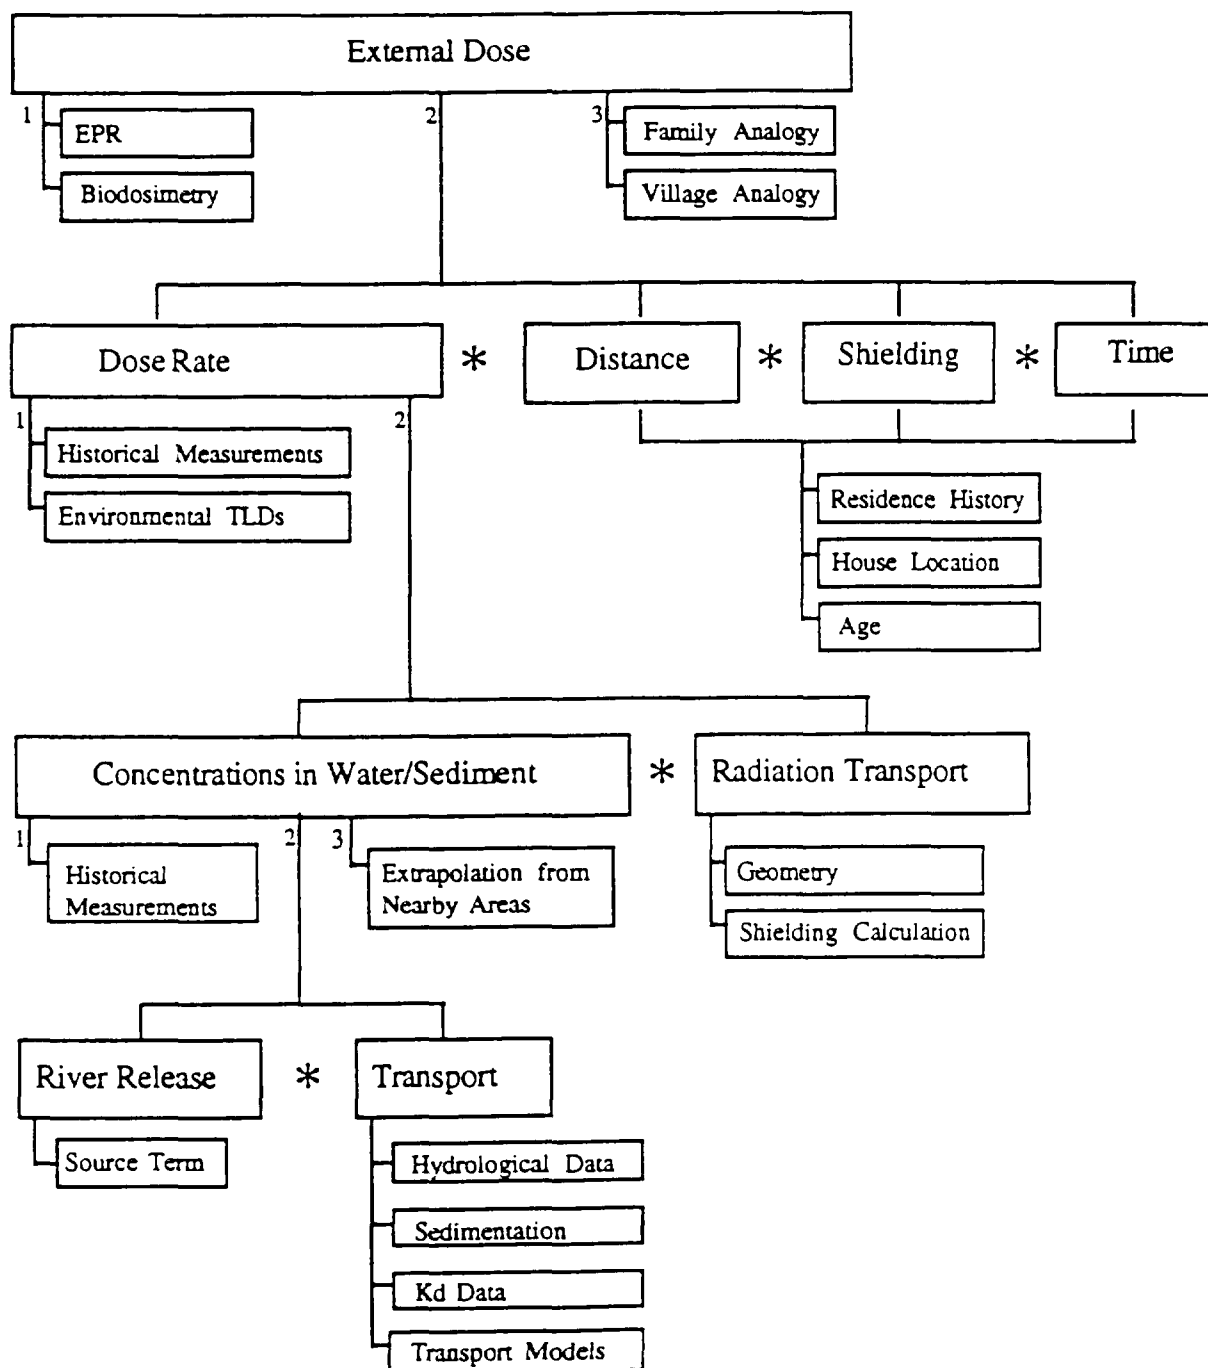 External Dose
1
2
3
EPR
Family Analogy
Biodosimetry
Village Analogy
Dose Rate * Distance * Shielding * Time
1
2
Historical Measurements
Environmental TLDs
Residence History
House Location
Age
Concentrations in Water/Sediment * Radiation Transport
1
2
3
Historical
Measurements
Extrapolation from
Nearby Areas
Geometry
Shielding Calculation
River Release * Transport
Source Term
Hydrological Data
Sedimentation
Kd Data
Transport Models